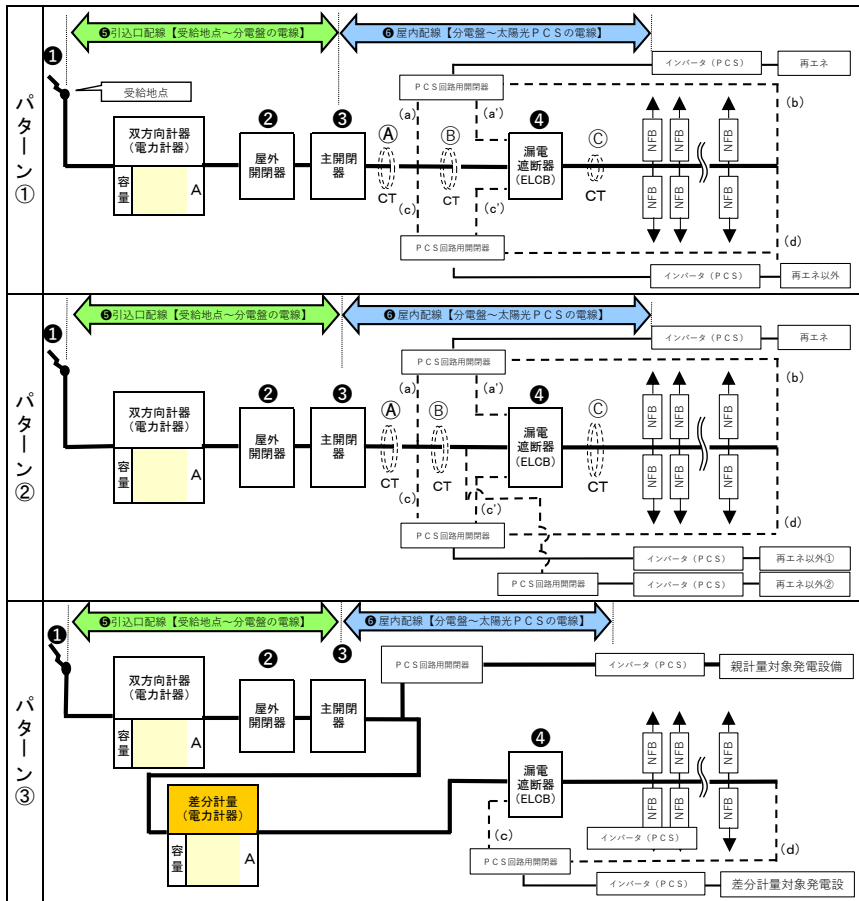 パターン①
❺引込口配線【受給地点～分電盤の電線】
❻屋内配線【分電盤～太陽光ＰＣＳの電線】
❶
受給地点
双方向計器
（電力計器）
容量
A
❷
屋外
開閉器
❸
主開閉
器
Ⓐ
CT
Ⓑ
CT
(a)
(a')
(c)
(c')
ＰＣＳ回路用開閉器
インバータ（PCS）
再エネ
(b)
❹
漏電
遮断器
(ELCB)
Ⓒ
CT
NFB
NFB
NFB
NFB
NFB
NFB
(d)
ＰＣＳ回路用開閉器
インバータ（PCS）
再エネ以外
パターン②
❺引込口配線【受給地点～分電盤の電線】
❻屋内配線【分電盤～太陽光ＰＣＳの電線】
❶
双方向計器
（電力計器）
容量
A
❷
屋外
開閉器
❸
主開閉
器
Ⓐ
CT
Ⓑ
CT
(a)
(a')
(c)
(c')
ＰＣＳ回路用開閉器
インバータ（PCS）
再エネ
(b)
❹
漏電
遮断器
(ELCB)
Ⓒ
CT
NFB
NFB
NFB
NFB
NFB
NFB
(d)
ＰＣＳ回路用開閉器
インバータ（PCS）
再エネ以外①
ＰＣＳ回路用開閉器
インバータ（PCS）
再エネ以外②
パターン③
❺引込口配線【受給地点～分電盤の電線】
❻屋内配線【分電盤～太陽光ＰＣＳの電線】
❶
双方向計器
（電力計器）
容量
A
❷
屋外
開閉器
❸
主開閉
器
ＰＣＳ回路用開閉器
インバータ（PCS）
親計量対象発電設備
差分計量
（電力計器）
容量
A
❹
漏電
遮断器
(ELCB)
NFB
NFB
NFB
NFB
NFB
NFB
インバータ（PCS）
(c)
(d)
ＰＣＳ回路用開閉器
インバータ（PCS）
差分計量対象発電設